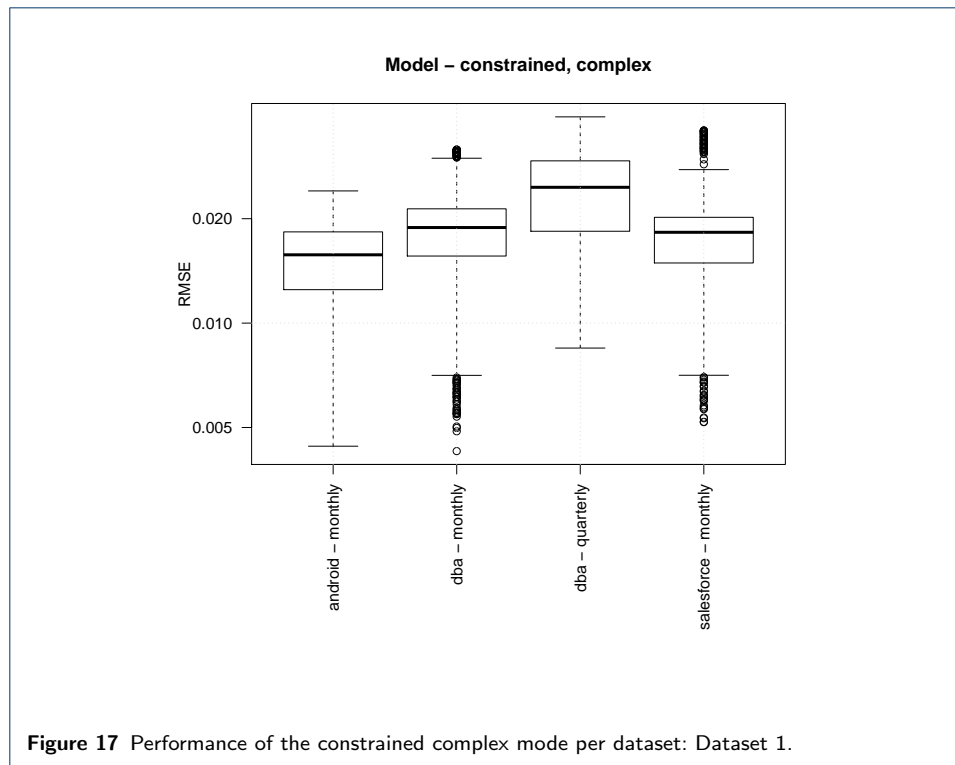 Model – constrained, complex
RMSE
0.020
0.010
0.005
android – monthly
dba – monthly
dba – quarterly
salesforce – monthly
Figure 17 Performance of the constrained complex mode per dataset: Dataset 1.